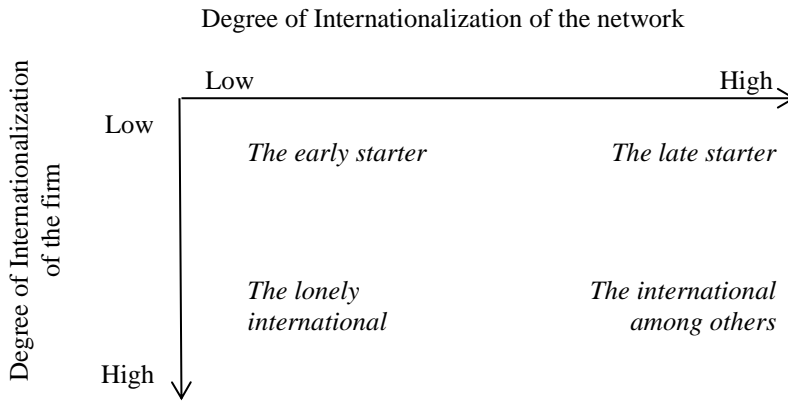 Degree of Internationalization of the network
Low
High
Degree of Internationalization
of the firm
Low
The early starter
The late starter
The lonely
international
The international
among others
High